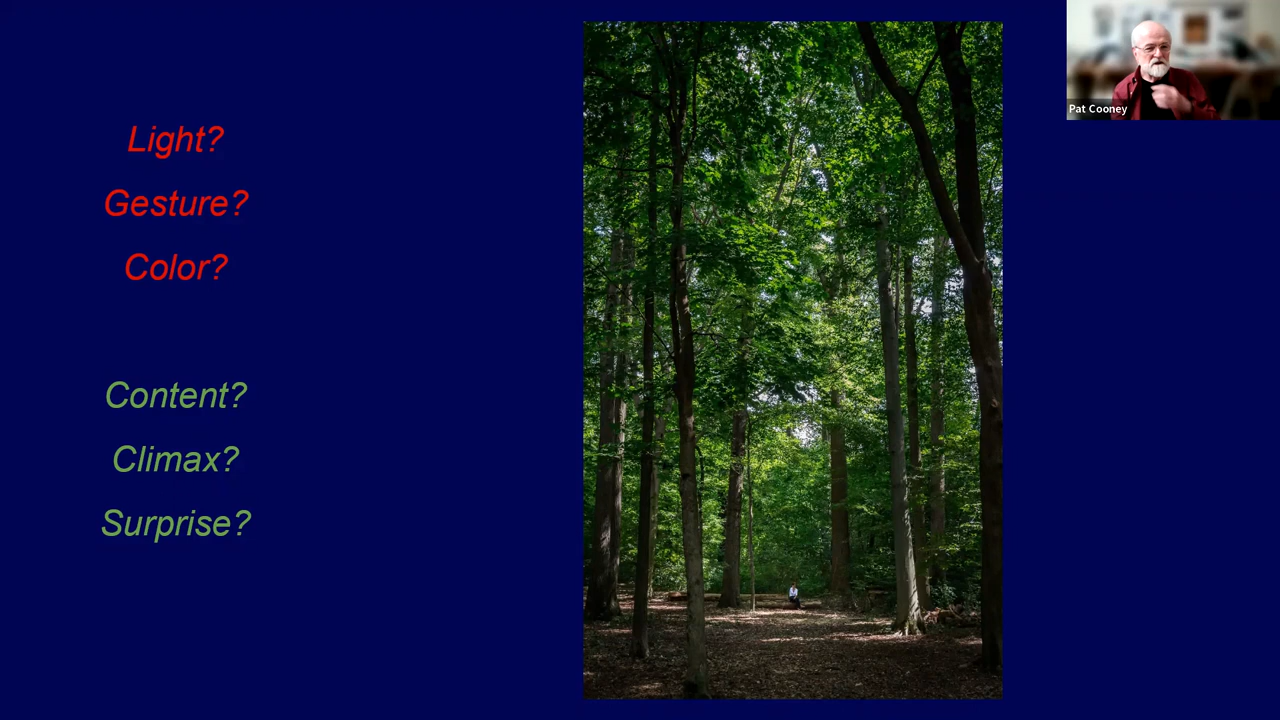 Light?
Gesture?
Color?
Content?
Climax?
Surprise?
Pat Cooney